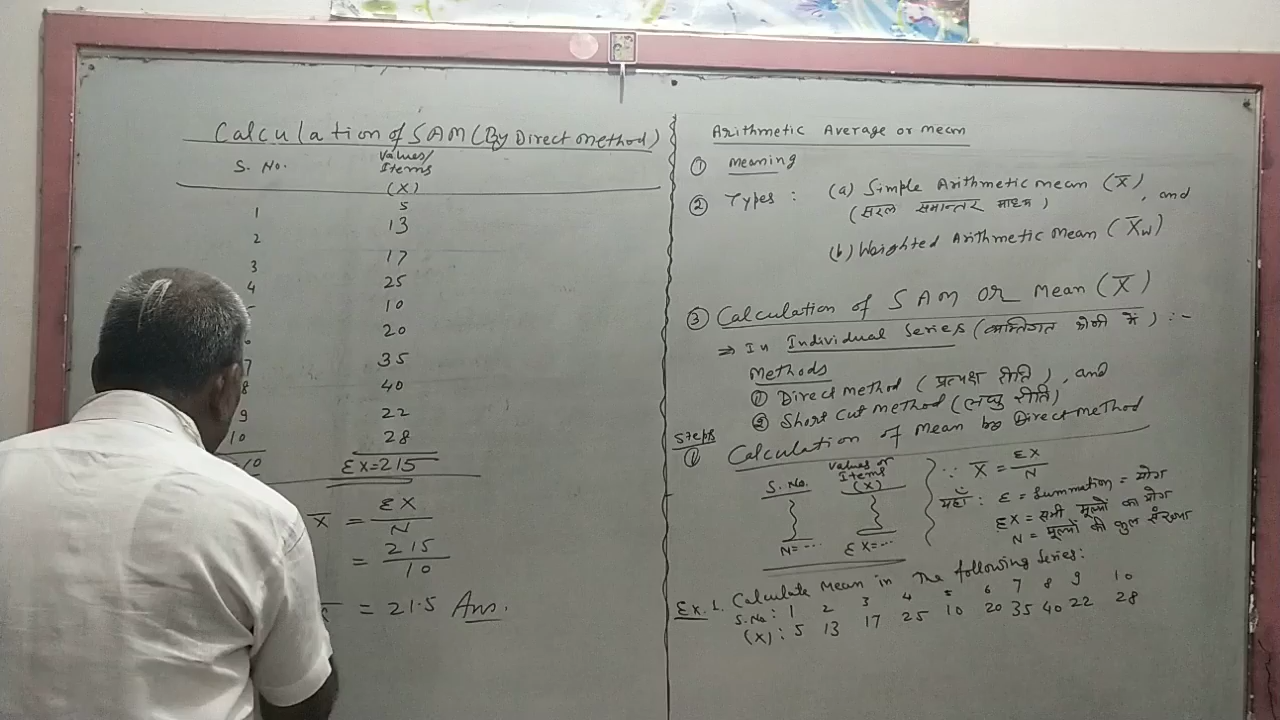 Calculation of SAM (By Direct Method)
S. No. Values/
Items
(X)
1 5
2 13
3 17
4 25
10
20
7 35
8 40
9 22
10 28
10 ΣX=215
X̄ = ΣX/N
= 215/10
= 21.5 Ans.
Arithmetic Average or mean
① Meaning
② Types : (a) Simple Arithmetic mean (X̄), and
(सरल समान्तर माध्य)
(b) Weighted Arithmetic Mean (X̄w)
③ Calculation of SAM OR Mean (X̄)
⇒ In Individual Series (व्यक्तिगत श्रेणी में) :-
Methods
① Direct method (प्रत्यक्ष रीति), and
② Short cut method (लघु रीति)
Steps
① Calculation of Mean by Direct method
S. No. Values or
Items
(X)
N=... ΣX=...
∵ X̄ = ΣX/N
यहाँ : Σ = Summation = योग
ΣX = सभी मूल्यों का योग
N = मूल्यों की कुल संख्या
Ex. 1. Calculate Mean in The following Series:
S.No: 1 2 3 4 5 6 7 8 9 10
(X): 5 13 17 25 10 20 35 40 22 28